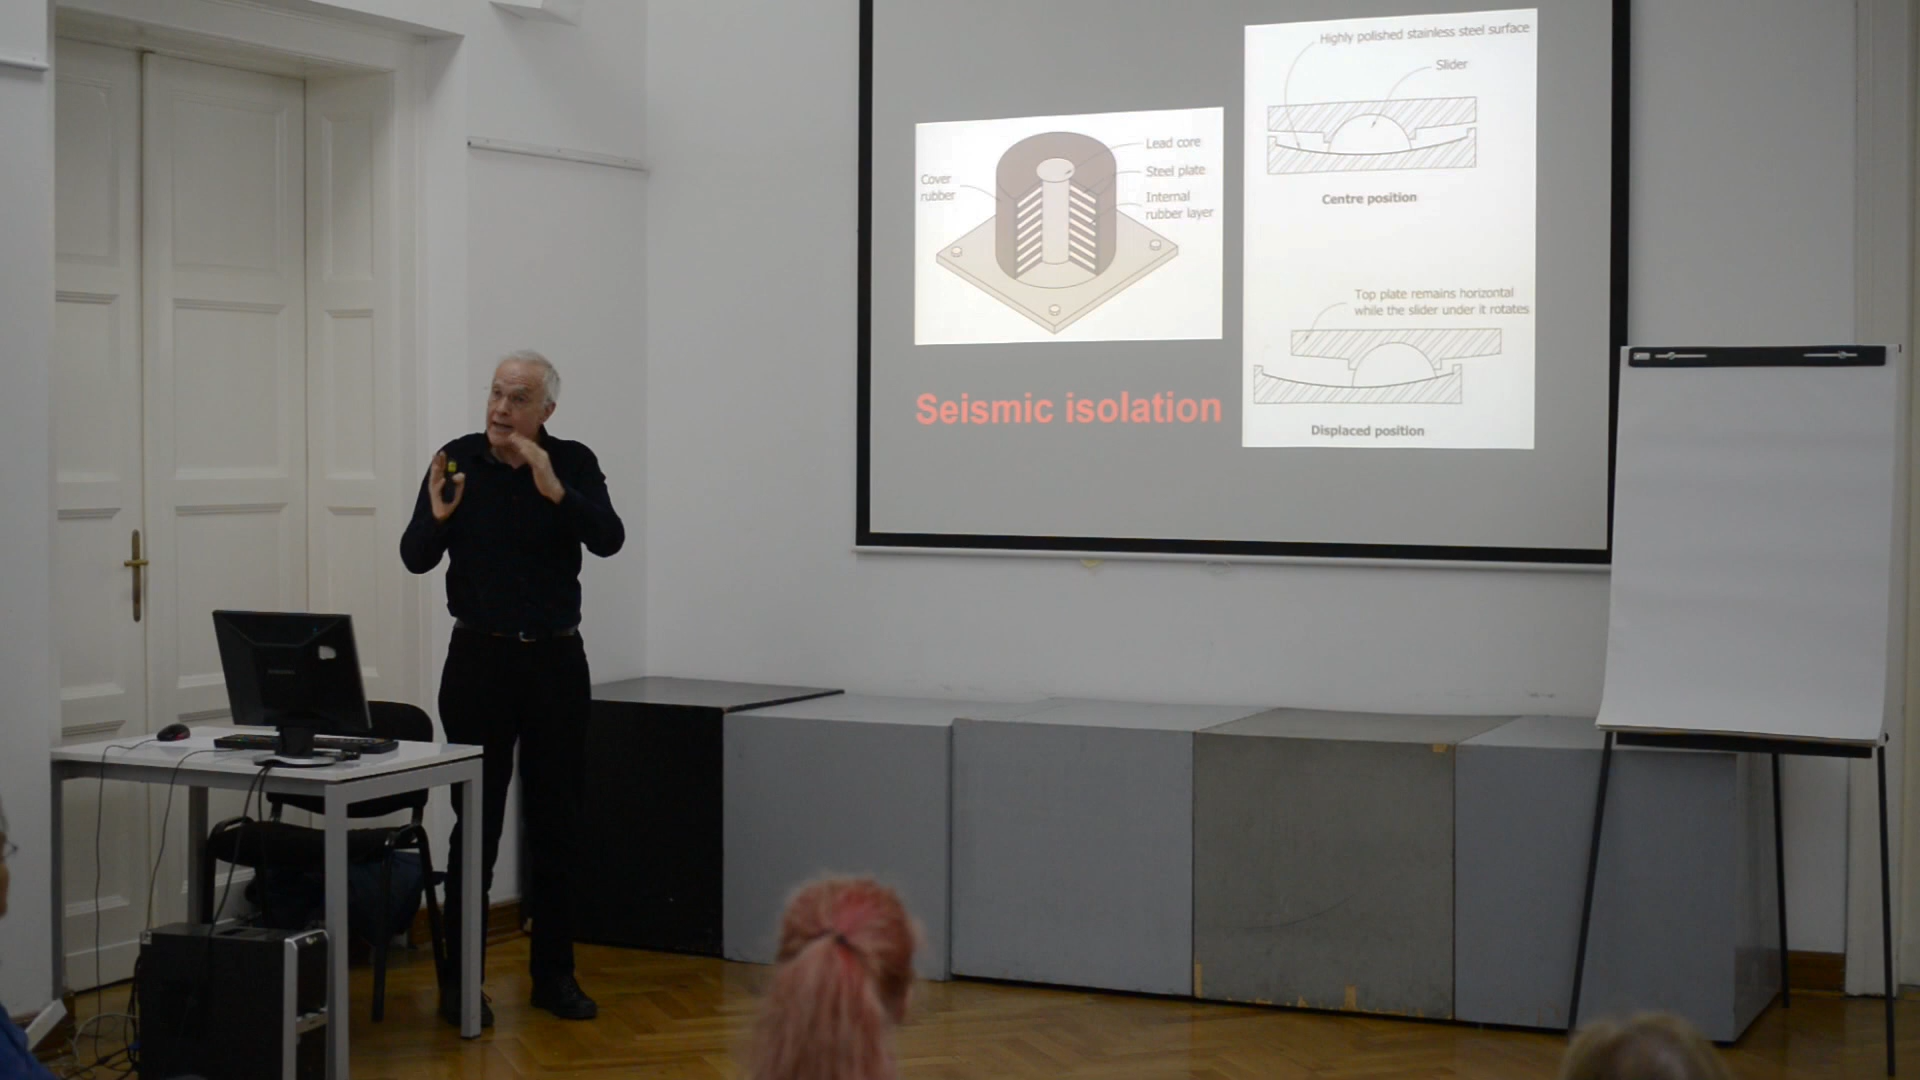 Cover
rubber
Lead core
Steel plate
Internal
rubber layer
Seismic isolation
Highly polished stainless steel surface
Slider
Centre position
Top plate remains horizontal
while the slider under it rotates
Displaced position